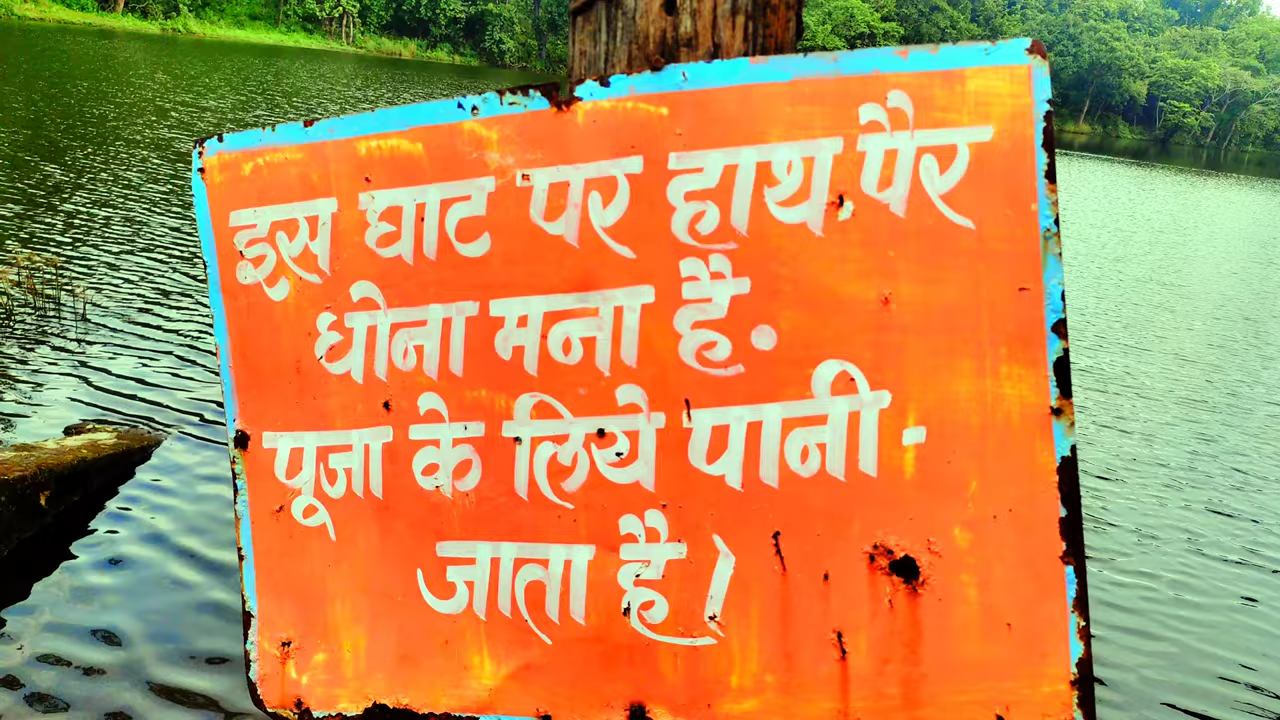 इस घाट पर हाथ पैर
धोना मना है.
पूजा के लिये पानी -
जाता है।